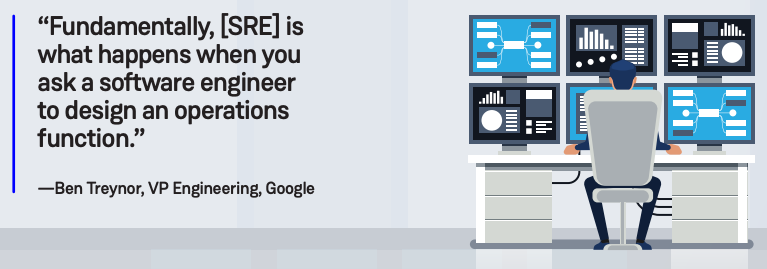 “Fundamentally, [SRE] is
what happens when you
ask a software engineer
to design an operations
function.”
—Ben Treynor, VP Engineering, Google